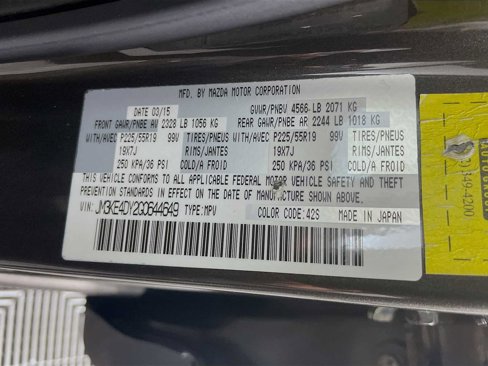 MFD. BY MAZDA MOTOR CORPORATION
DATE 03/15 GVWR/PNBV 4566 LB 2071 KG
FRONT GAWR/PNBE AV 2328 LB 1056 KG REAR GAWR/PNBE AR 2244 LB 1018 KG
WITH/AVEC P225/55R19 99V TIRES/PNEUS WITH/AVEC P225/55R19 99V TIRES/PNEUS
19X7J RIMS/JANTES 19X7J RIMS/JANTES
250 KPA/36 PSI COLD/A FROID 250 KPA/36 PSI COLD/A FROID
THIS VEHICLE CONFORMS TO ALL APPLICABLE FEDERAL MOTOR VEHICLE SAFETY AND THEFT
PREVENTION STANDARDS IN EFFECT ON THE DATE OF MANUFACTURE SHOWN ABOVE.
VIN: JM3KE4DY2G0644649 TYPE: MPV COLOR CODE: 42S MADE IN JAPAN
349-4200